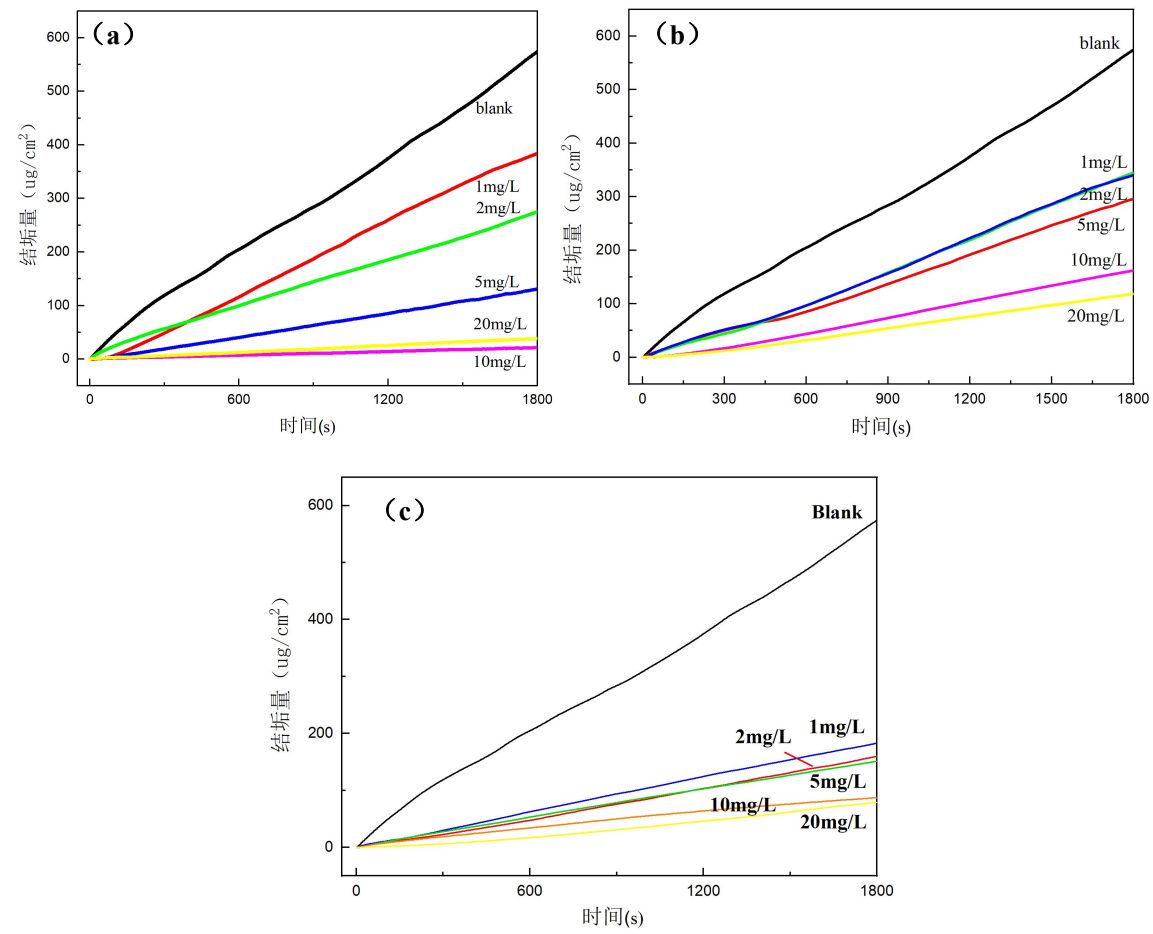 （a）
600
500
400
300
200
100
0
结垢量（ug/cm²）
blank
1mg/L
2mg/L
5mg/L
20mg/L
10mg/L
0 600 1200 1800
时间(s)
（b）
600
500
400
300
200
100
0
结垢量（ug/cm²）
blank
1mg/L
2mg/L
5mg/L
10mg/L
20mg/L
0 300 600 900 1200 1500 1800
时间(s)
（c）
600
400
200
0
结垢量（ug/cm²）
Blank
1mg/L
2mg/L
5mg/L
10mg/L
20mg/L
0 600 1200 1800
时间(s)